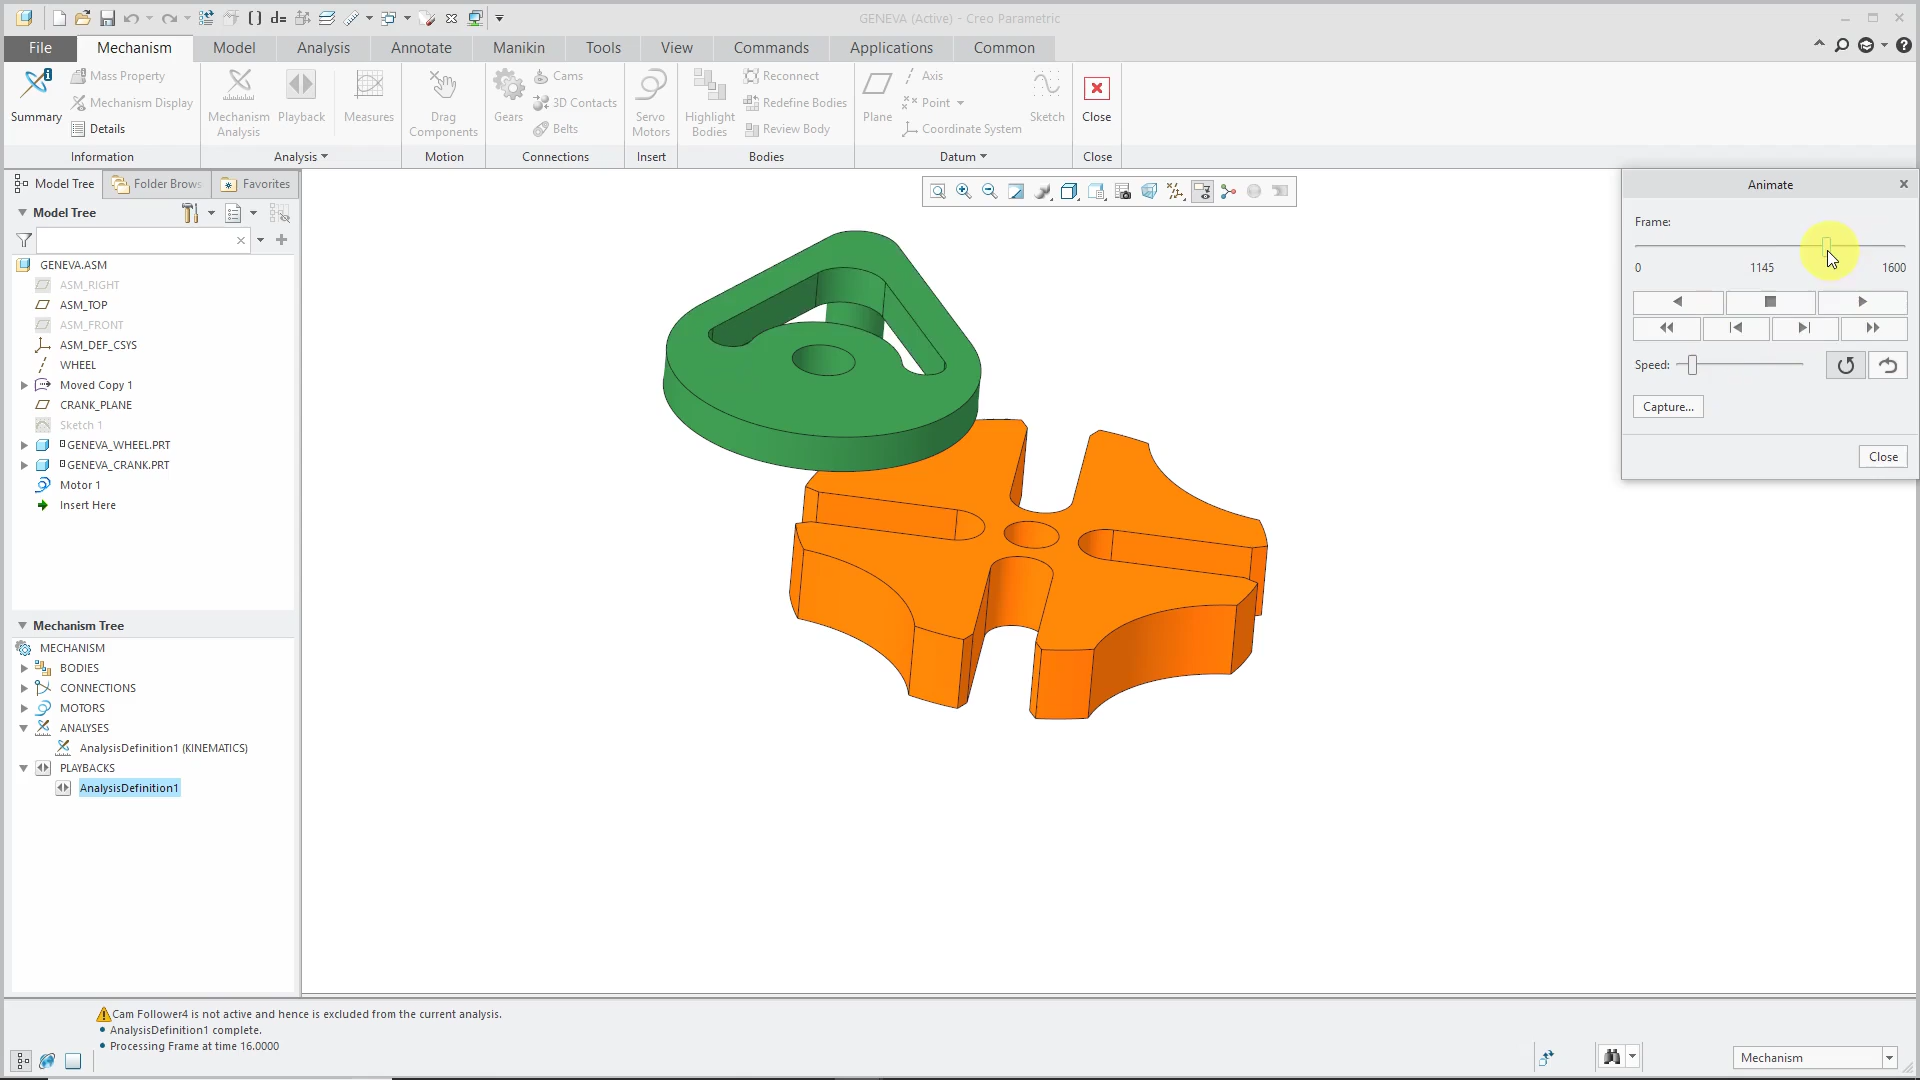 GENEVA (Active) - Creo Parametric
File
Mechanism
Model
Analysis
Annotate
Manikin
Tools
View
Commands
Applications
Common
Summary
Mass Property
Mechanism Display
Details
Information
Mechanism
Analysis
Playback
Measures
Analysis
Drag
Components
Motion
Gears
Cams
3D Contacts
Belts
Connections
Servo
Motors
Insert
Highlight
Bodies
Reconnect
Redefine Bodies
Review Body
Bodies
Plane
Axis
Point
Coordinate System
Sketch
Datum
Close
Close
Model Tree
Folder Brows
Favorites
Model Tree
GENEVA.ASM
ASM_RIGHT
ASM_TOP
ASM_FRONT
ASM_DEF_CSYS
WHEEL
Moved Copy 1
CRANK_PLANE
Sketch 1
GENEVA_WHEEL.PRT
GENEVA_CRANK.PRT
Motor 1
Insert Here
Mechanism Tree
MECHANISM
BODIES
CONNECTIONS
MOTORS
ANALYSES
AnalysisDefinition1 (KINEMATICS)
PLAYBACKS
AnalysisDefinition1
Animate
Frame:
0 1145 1600
Speed:
Capture...
Close
Cam Follower4 is not active and hence is excluded from the current analysis.
AnalysisDefinition1 complete.
Processing Frame at time 16.0000
Mechanism